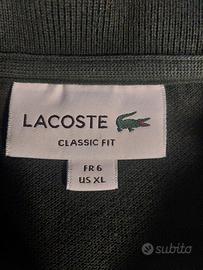 LACOSTE
CLASSIC FIT
FR 6
US XL
subito